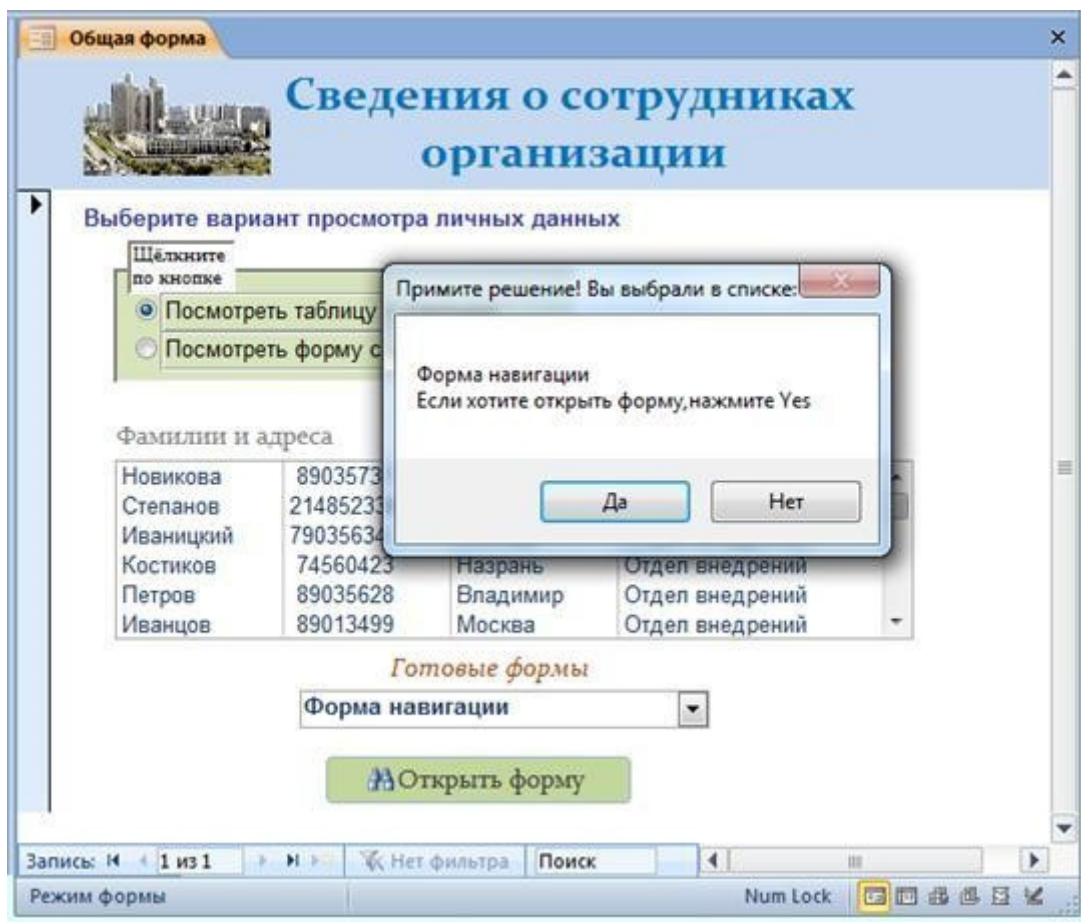 Общая форма
Сведения о сотрудниках
организации
Выберите вариант просмотра личных данных
Щёлкните
по кнопке
Посмотреть таблицу
Посмотреть форму с
Примите решение! Вы выбрали в списке:
Форма навигации
Если хотите открыть форму,нажмите Yes
Да Нет
Фамилии и адреса
Новикова 8903573
Степанов 21485233
Иваницкий 79035634
Костиков 74560423 Назрань Отдел внедрений
Петров 89035628 Владимир Отдел внедрений
Иванцов 89013499 Москва Отдел внедрений
Готовые формы
Форма навигации
Открыть форму
Запись: 1 из 1 Нет фильтра Поиск
Режим формы Num Lock